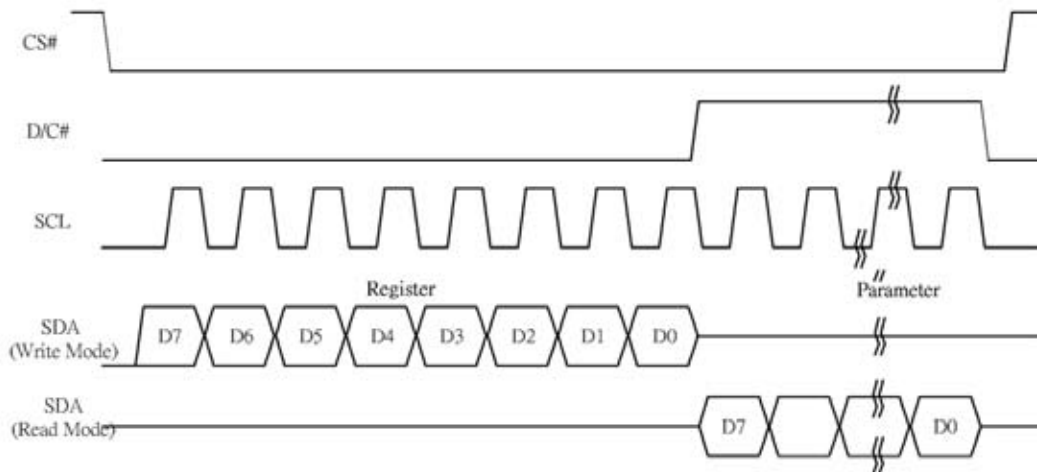 CS#
D/C#
SCL
Register Parameter
SDA
(Write Mode)
D7 D6 D5 D4 D3 D2 D1 D0
SDA
(Read Mode)
D7 D0